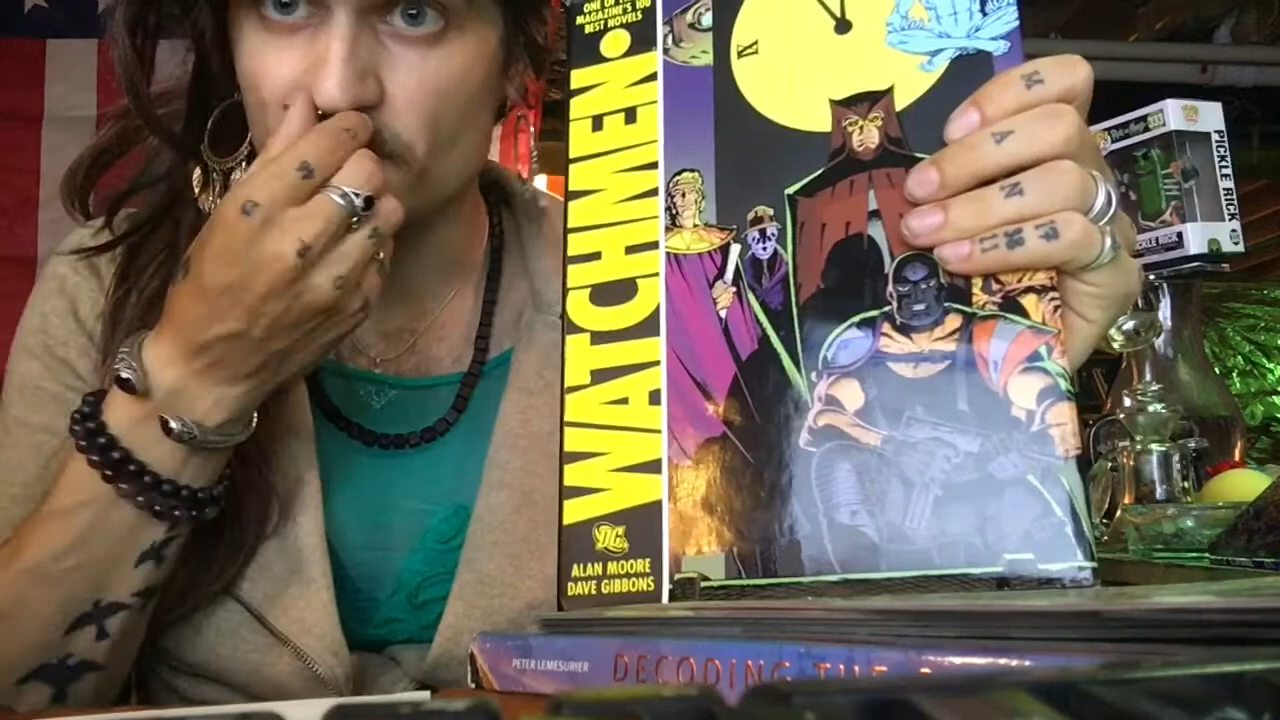 ONE OF TIME
MAGAZINE'S 100
BEST NOVELS
WATCHMEN
DC
ALAN MOORE
DAVE GIBBONS
M
A
N
333
PICKLE RICK
PICKLE RICK
PETER LEMESURIER
DECODING THE